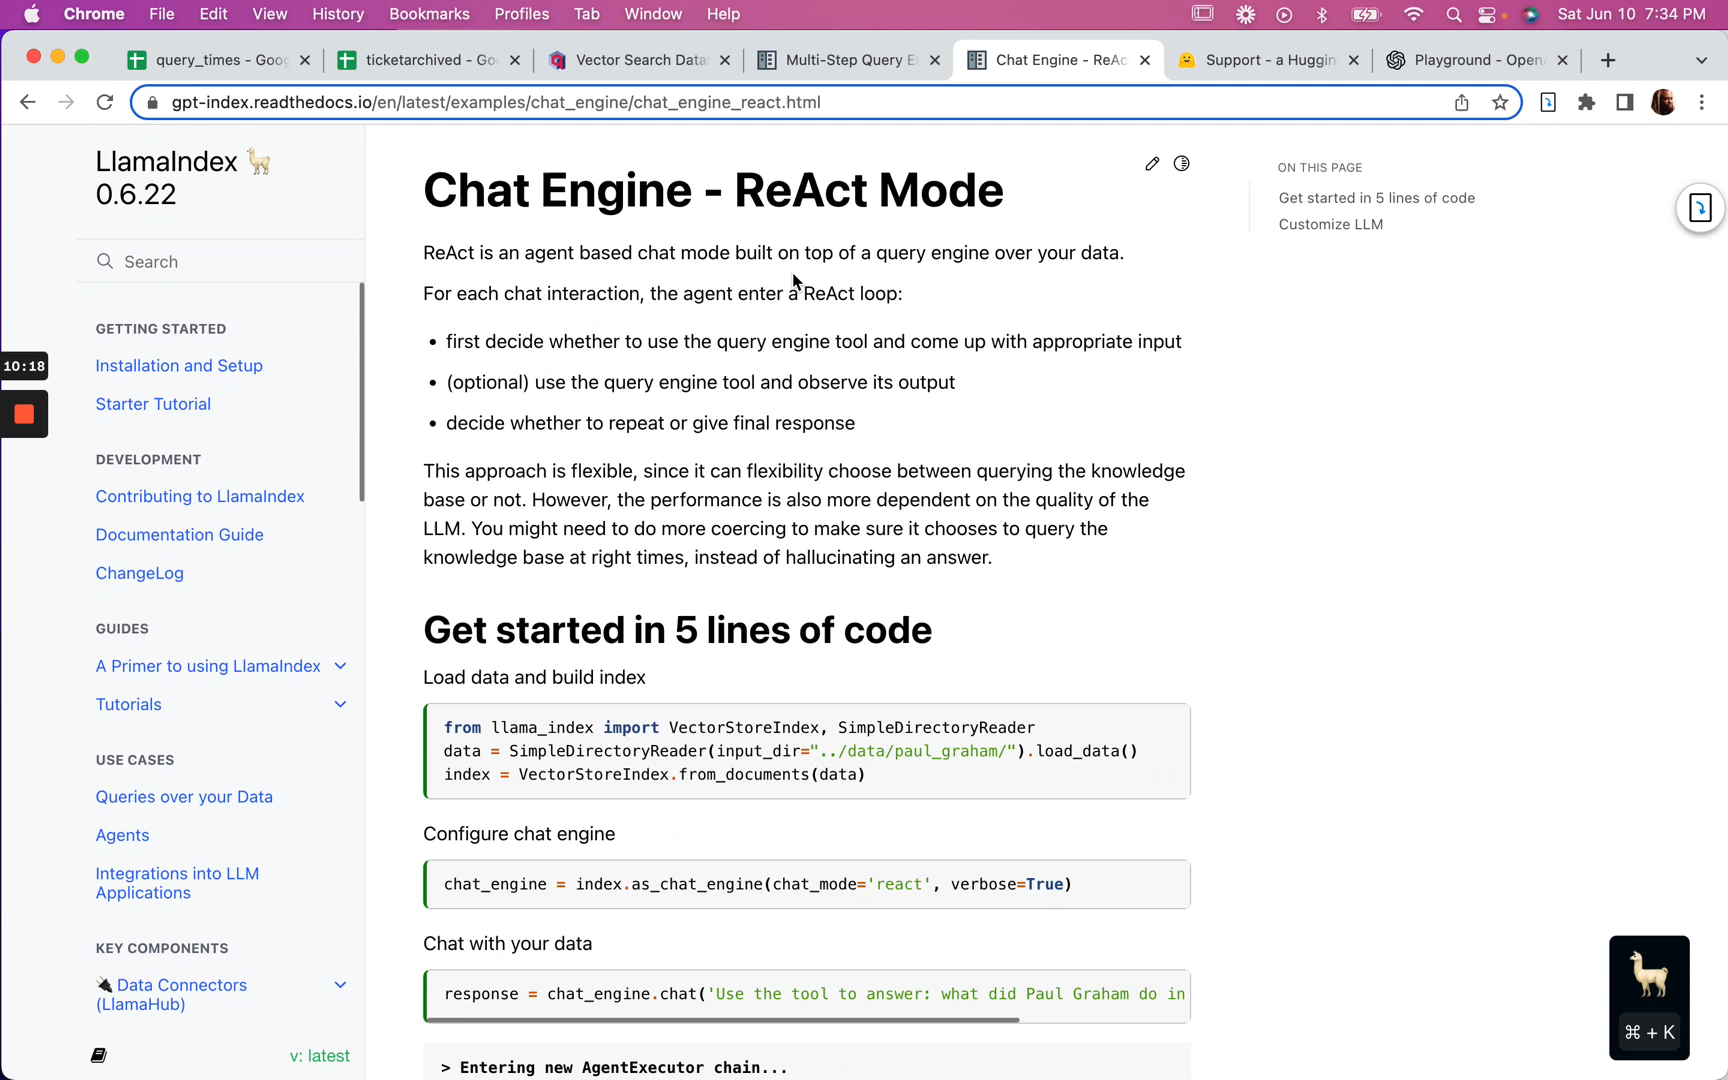 Chrome File Edit View History Bookmarks Profiles Tab Window Help Sat Jun 10 7:34 PM
query_times - Goog ticketarchived - Go Vector Search Data Multi-Step Query E Chat Engine - ReAc Support - a Huggin Playground - OpenA
gpt-index.readthedocs.io/en/latest/examples/chat_engine/chat_engine_react.html
LlamaIndex 🦙
0.6.22
Search
GETTING STARTED
Installation and Setup
Starter Tutorial
DEVELOPMENT
Contributing to LlamaIndex
Documentation Guide
ChangeLog
GUIDES
A Primer to using LlamaIndex
Tutorials
USE CASES
Queries over your Data
Agents
Integrations into LLM
Applications
KEY COMPONENTS
🔌 Data Connectors
(LlamaHub)
v: latest
10:18
Chat Engine - ReAct Mode
ReAct is an agent based chat mode built on top of a query engine over your data.
For each chat interaction, the agent enter a ReAct loop:
• first decide whether to use the query engine tool and come up with appropriate input
• (optional) use the query engine tool and observe its output
• decide whether to repeat or give final response
This approach is flexible, since it can flexibility choose between querying the knowledge
base or not. However, the performance is also more dependent on the quality of the
LLM. You might need to do more coercing to make sure it chooses to query the
knowledge base at right times, instead of hallucinating an answer.
Get started in 5 lines of code
Load data and build index
from llama_index import VectorStoreIndex, SimpleDirectoryReader
data = SimpleDirectoryReader(input_dir="../data/paul_graham/").load_data()
index = VectorStoreIndex.from_documents(data)
Configure chat engine
chat_engine = index.as_chat_engine(chat_mode='react', verbose=True)
Chat with your data
response = chat_engine.chat('Use the tool to answer: what did Paul Graham do in
> Entering new AgentExecutor chain...
ON THIS PAGE
Get started in 5 lines of code
Customize LLM
⌘ + K